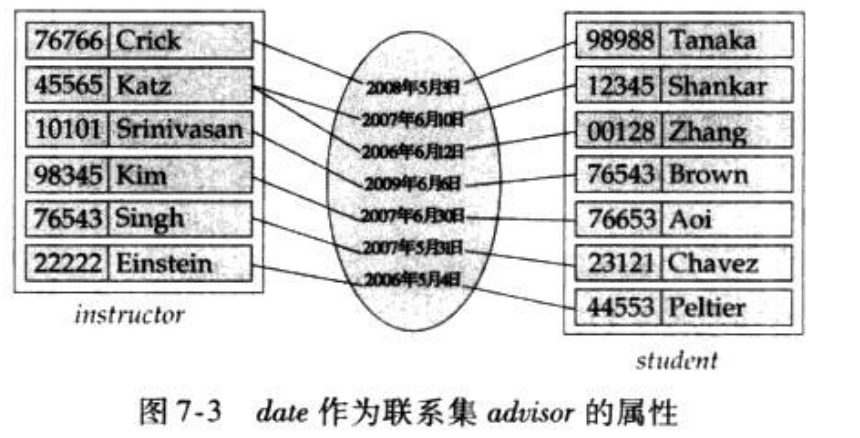 76766 Crick
45565 Katz
10101 Srinivasan
98345 Kim
76543 Singh
22222 Einstein
instructor
2008年5月3日
2007年6月10日
2006年6月12日
2009年6月6日
2007年6月30日
2007年5月31日
2006年5月4日
98988 Tanaka
12345 Shankar
00128 Zhang
76543 Brown
76653 Aoi
23121 Chavez
44553 Peltier
student
图7-3 date 作为联系集 advisor 的属性